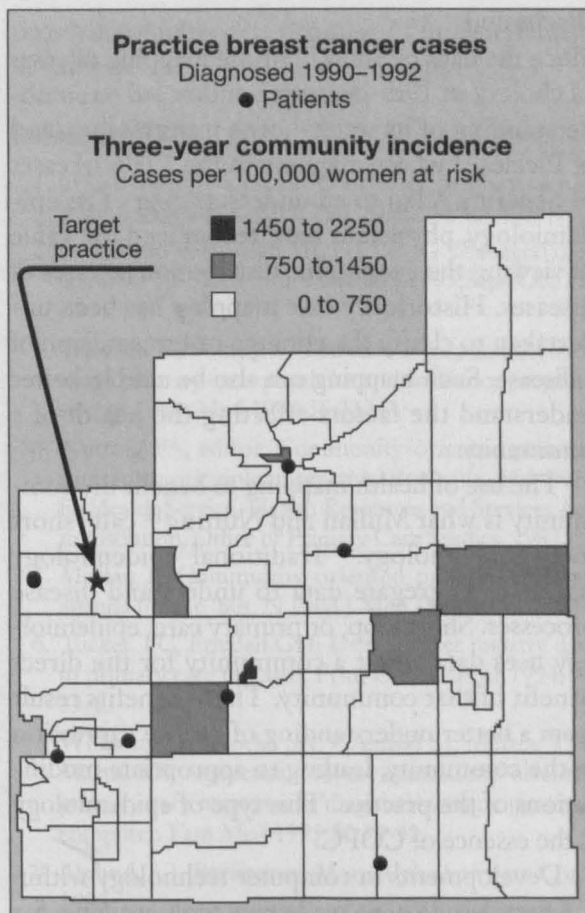 Practice breast cancer cases
Diagnosed 1990–1992
● Patients
Three-year community incidence
Cases per 100,000 women at risk
Target
practice
1450 to 2250
750 to1450
0 to 750